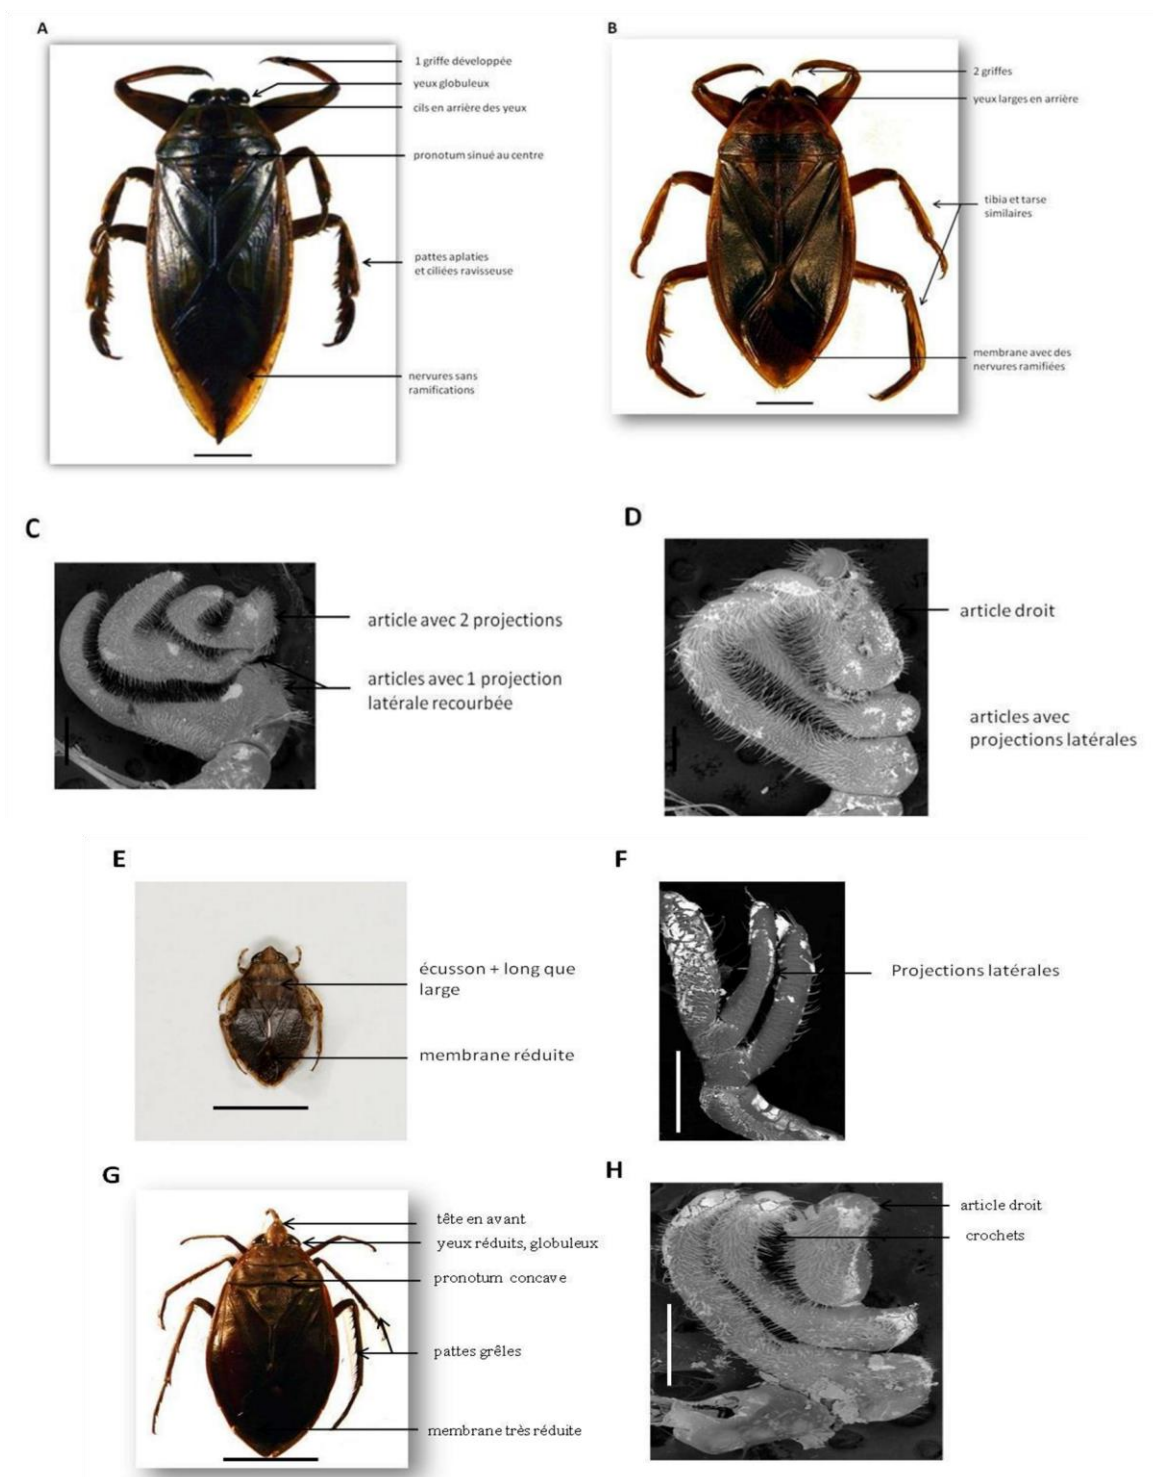 A
1 griffe développée
yeux globuleux
cils en arrière des yeux
pronotum sinué au centre
pattes aplaties
et ciliées ravisseuse
nervures sans
ramifications
B
2 griffes
yeux larges en arrière
tibia et tarse
similaires
membrane avec des
nervures ramifiées
C
article avec 2 projections
articles avec 1 projection
latérale recourbée
D
article droit
articles avec
projections latérales
E
écusson + long que
large
membrane réduite
F
Projections latérales
G
tête en avant
yeux réduits, globuleux
pronotum concave
pattes grêles
membrane très réduite
H
article droit
crochets